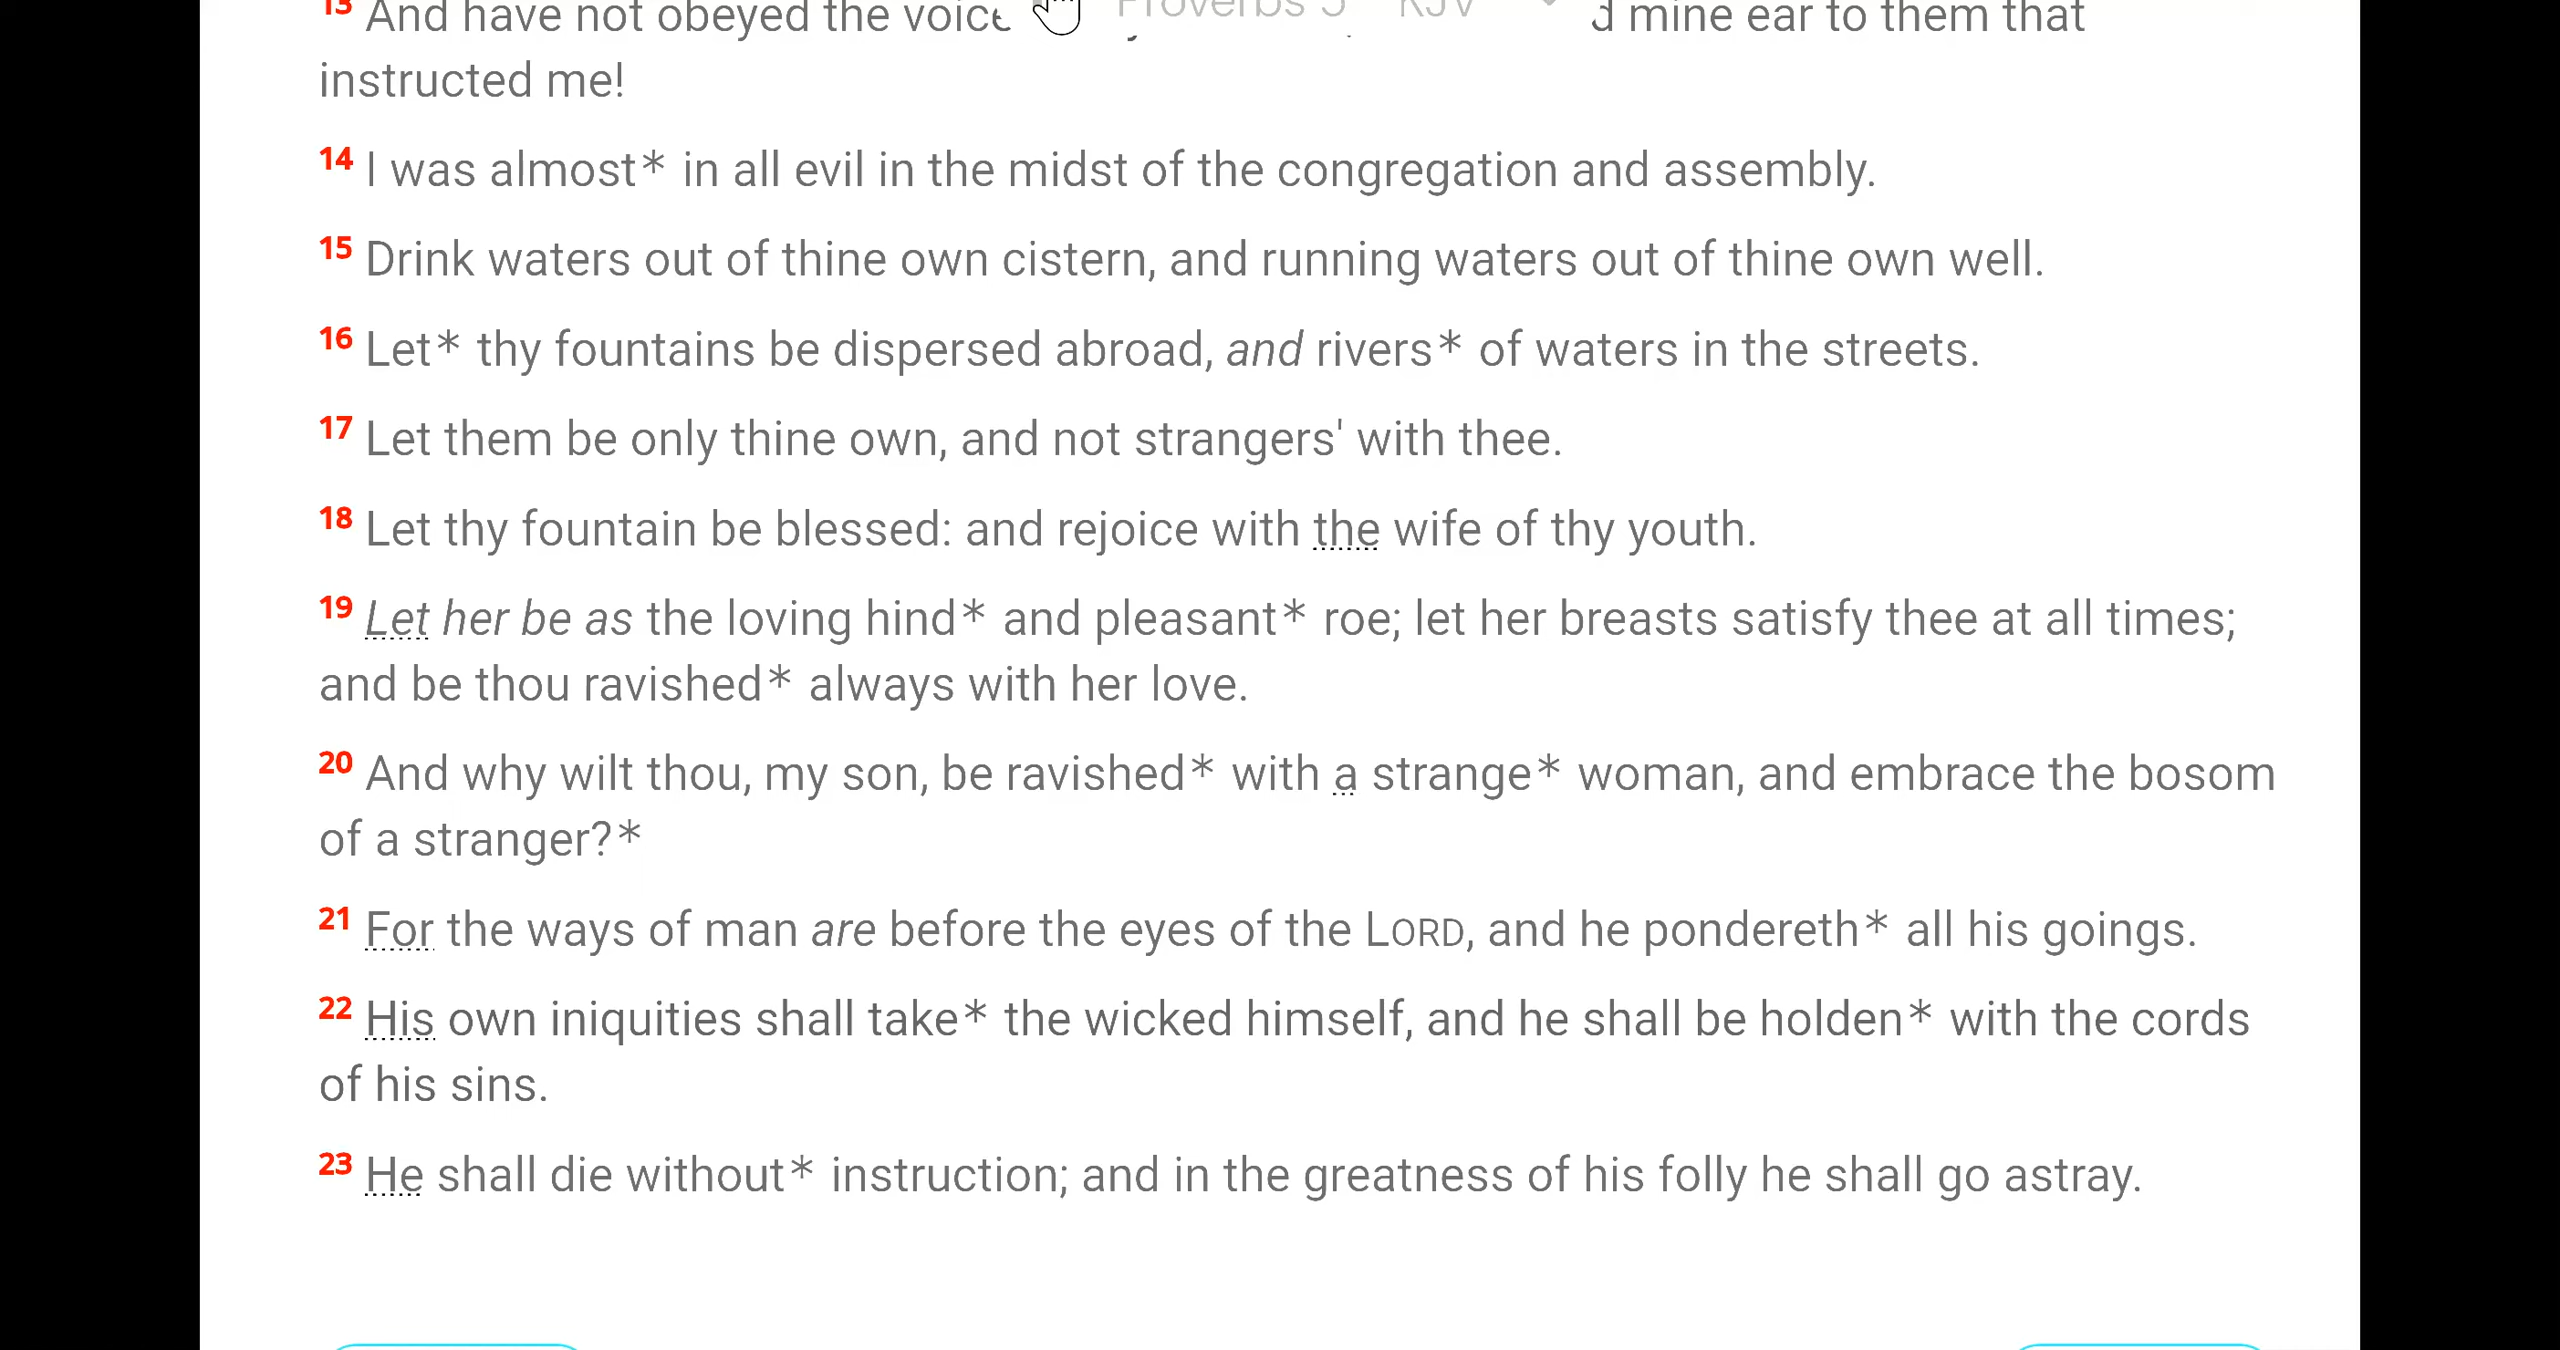 13 And have not obeyed the voice Proverbs 5 KJV mine ear to them that
instructed me!
14 I was almost* in all evil in the midst of the congregation and assembly.
15 Drink waters out of thine own cistern, and running waters out of thine own well.
16 Let* thy fountains be dispersed abroad, and rivers* of waters in the streets.
17 Let them be only thine own, and not strangers' with thee.
18 Let thy fountain be blessed: and rejoice with the wife of thy youth.
19 Let her be as the loving hind* and pleasant* roe; let her breasts satisfy thee at all times;
and be thou ravished* always with her love.
20 And why wilt thou, my son, be ravished* with a strange* woman, and embrace the bosom
of a stranger?*
21 For the ways of man are before the eyes of the LORD, and he pondereth* all his goings.
22 His own iniquities shall take* the wicked himself, and he shall be holden* with the cords
of his sins.
23 He shall die without* instruction; and in the greatness of his folly he shall go astray.